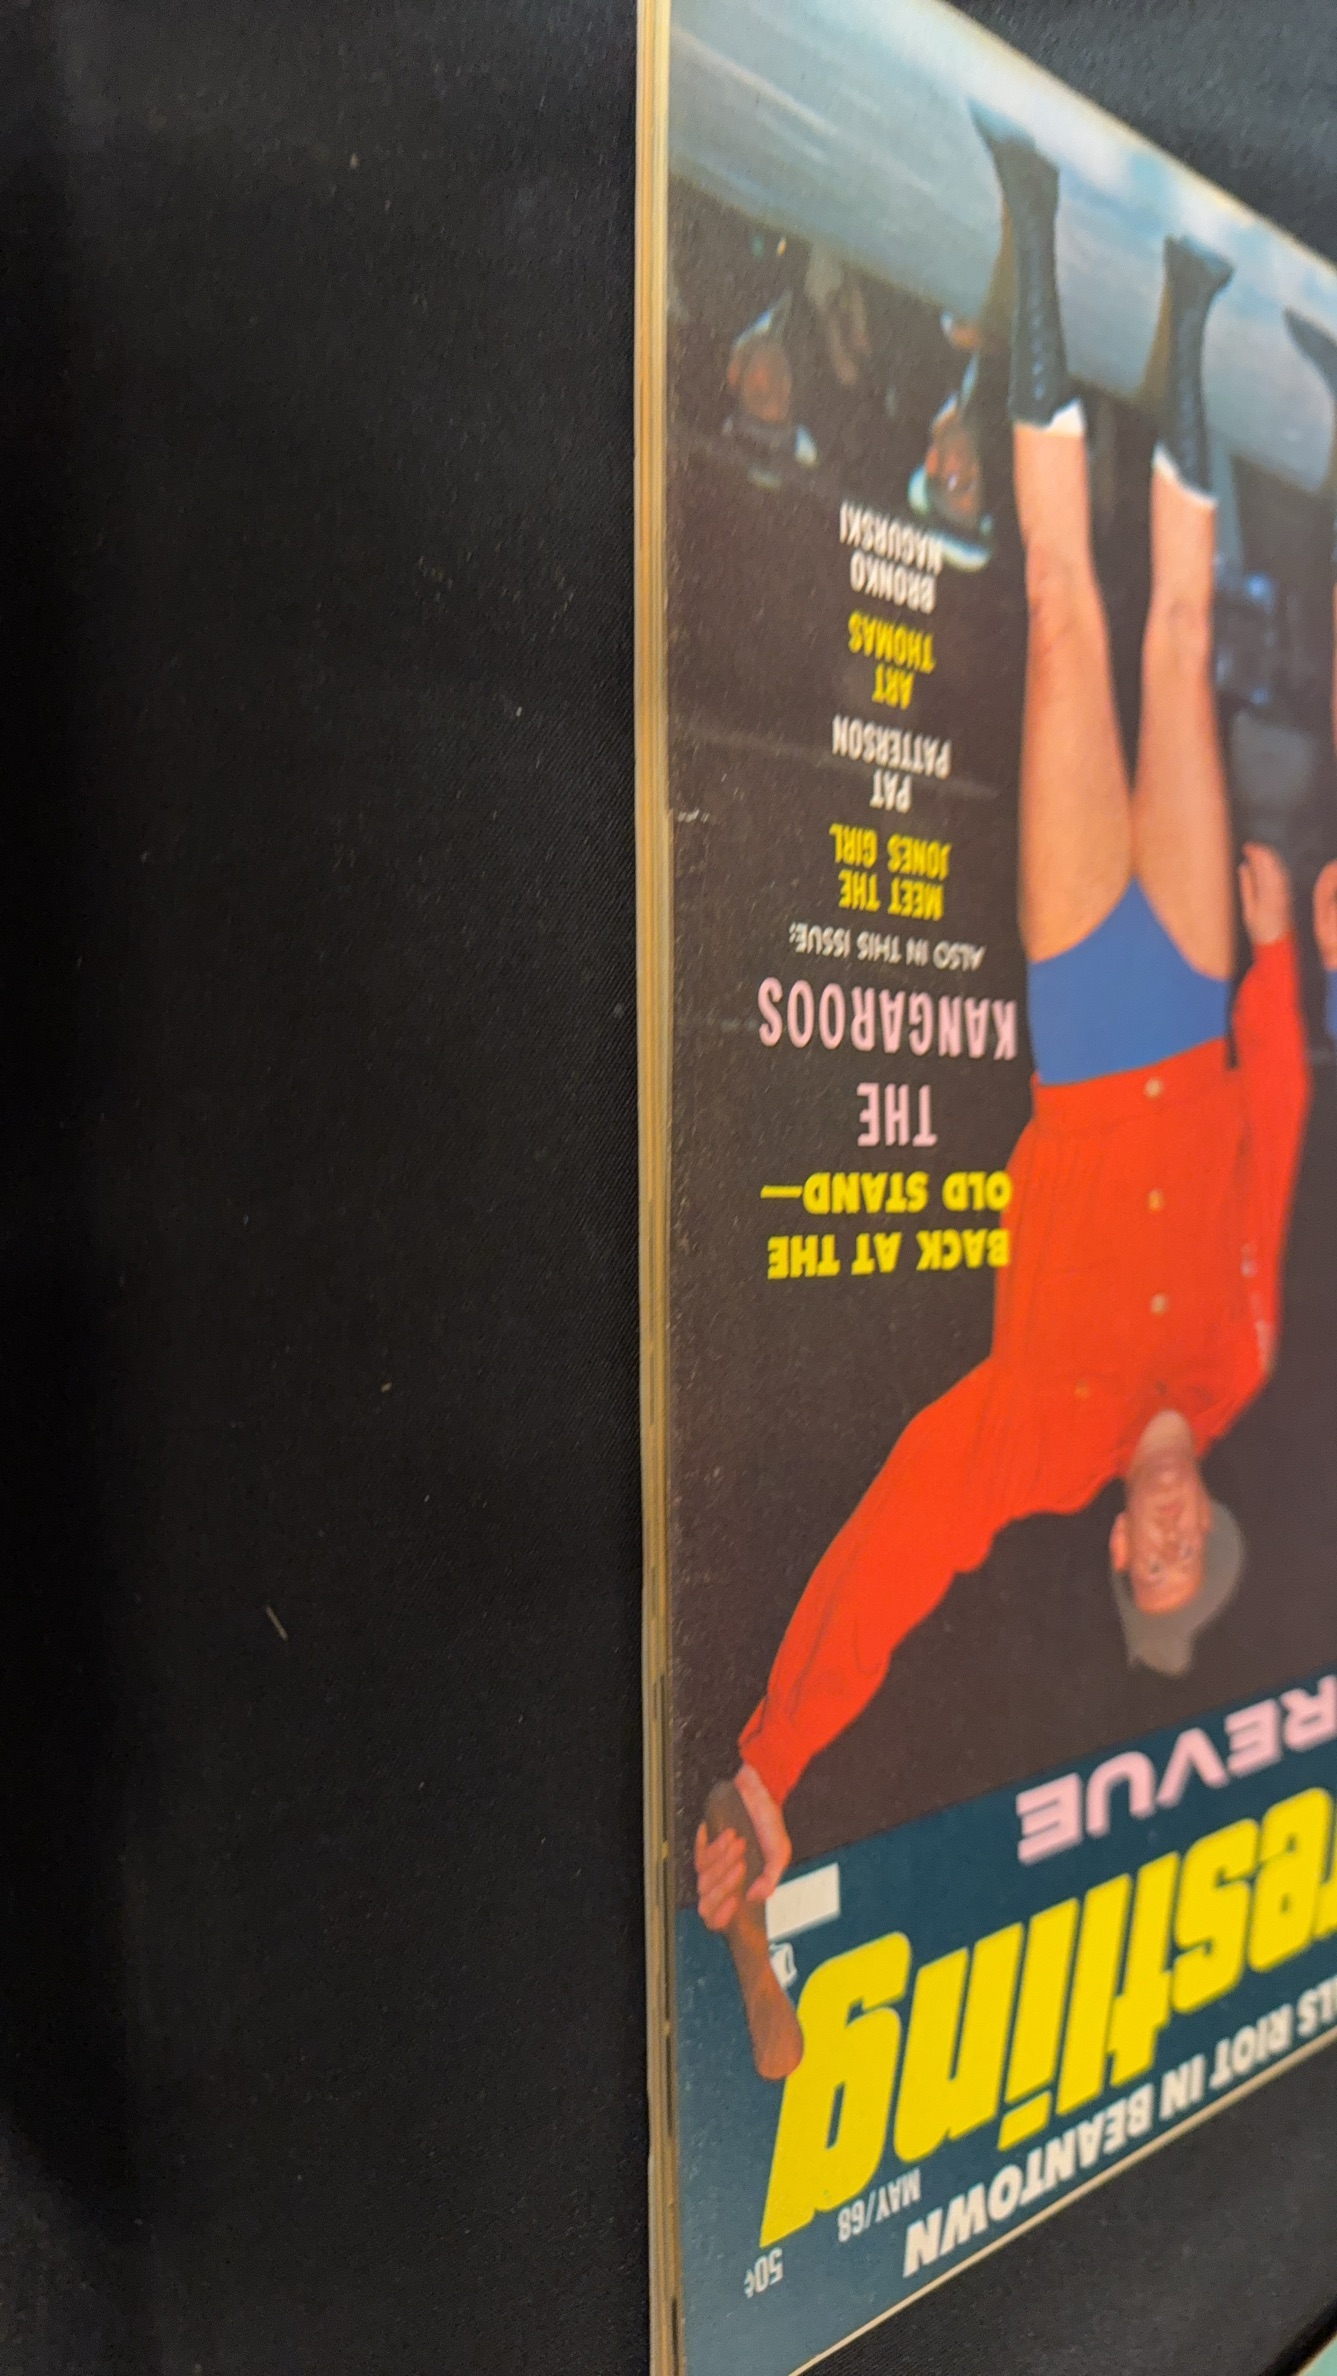 50¢
MAY/68
LS RIOT IN BEANTOWN
restling
REVUE
BACK AT THE
OLD STAND—
THE
KANGAROOS
ALSO IN THIS ISSUE:
MEET THE
JONES GIRL
PAT
PATTERSON
ART
THOMAS
BRONKO
NAGURSKI